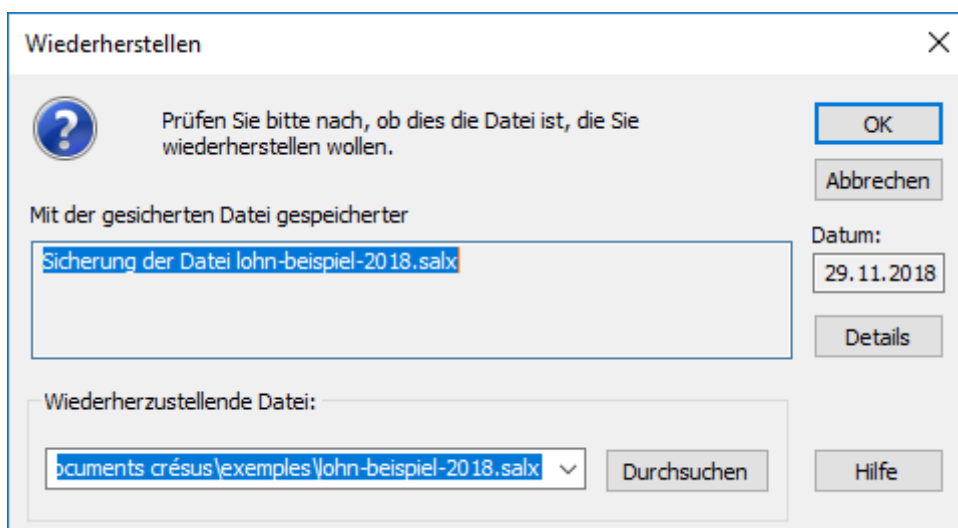 Wiederherstellen
Prüfen Sie bitte nach, ob dies die Datei ist, die Sie
wiederherstellen wollen.
OK
Abbrechen
Mit der gesicherten Datei gespeicherter
Datum:
Sicherung der Datei lohn-beispiel-2018.salx
29.11.2018
Details
Wiederherzustellende Datei:
ocuments crésus\exemples\lohn-beispiel-2018.salx
Durchsuchen
Hilfe